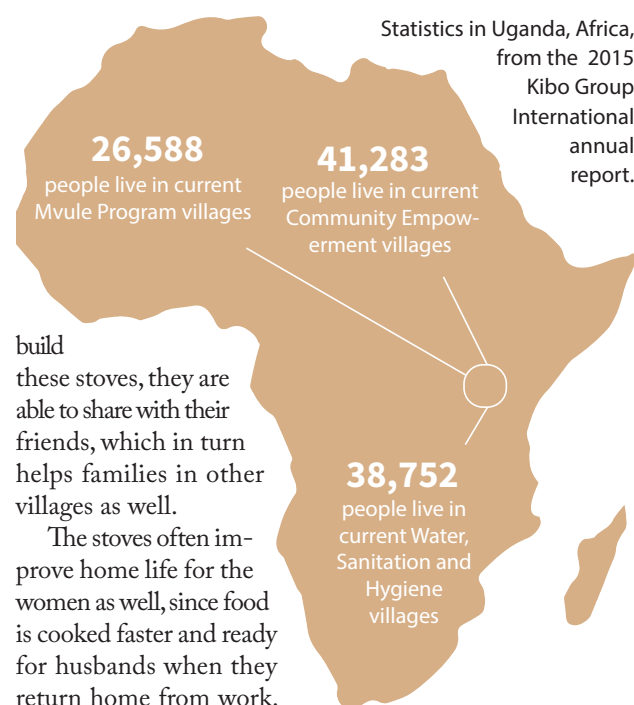 Statistics in Uganda, Africa,
from the 2015
Kibo Group
International
annual
report.
26,588
people live in current
Mvule Program villages
41,283
people live in current
Community Empow-
erment villages
38,752
people live in
current Water,
Sanitation and
Hygiene
villages
build
these stoves, they are
able to share with their
friends, which in turn
helps families in other
villages as well.
The stoves often im-
prove home life for the
women as well, since food
is cooked faster and ready
for husbands when they
return home from work.